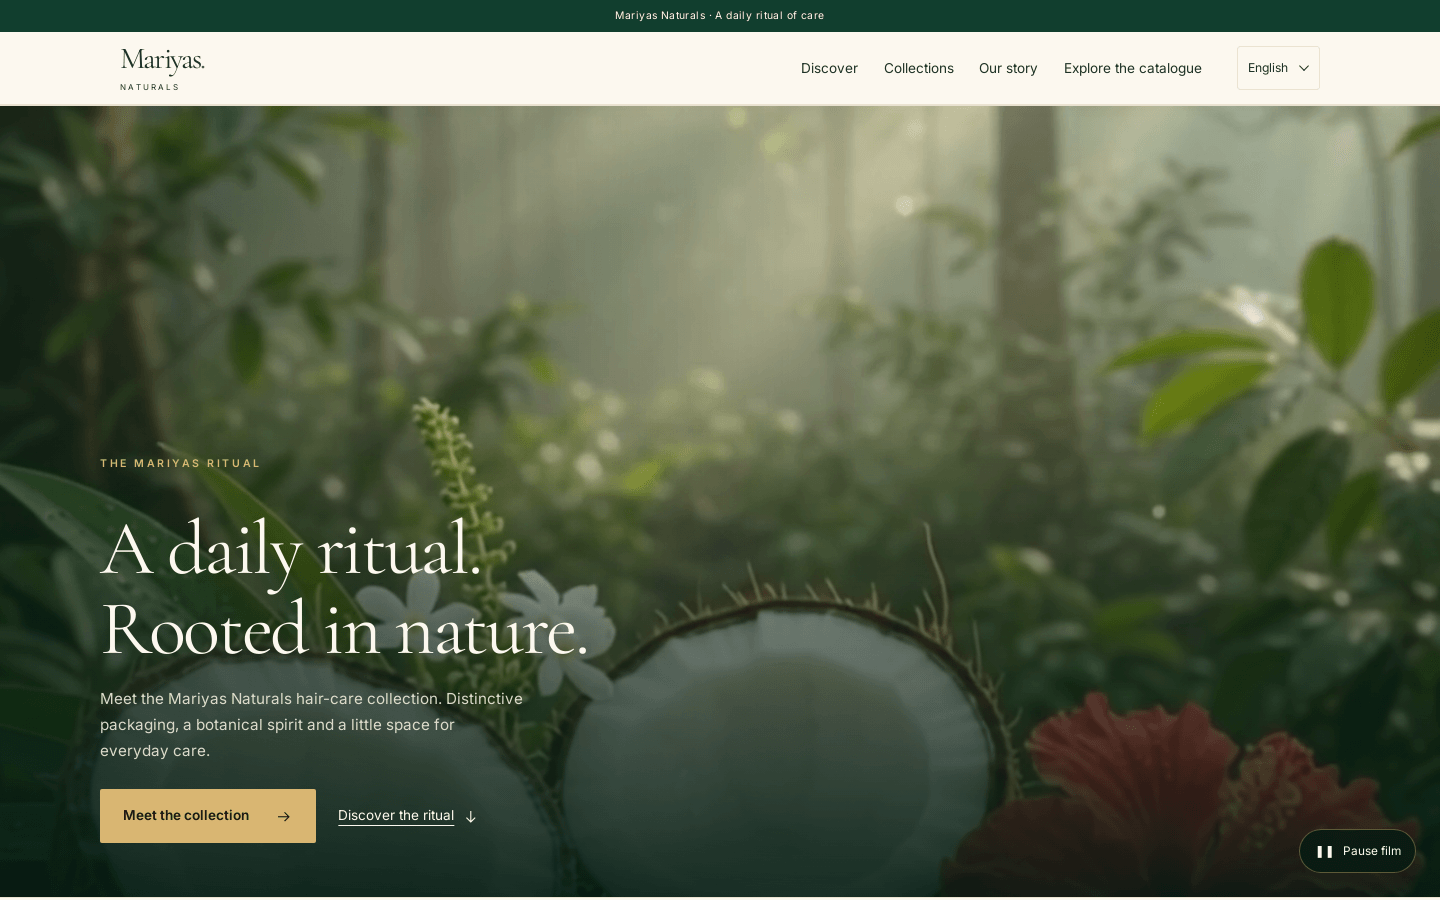 Mariyas Naturals · A daily ritual of care
Mariyas.
NATURALS
Discover
Collections
Our story
Explore the catalogue
English
THE MARIYAS RITUAL
A daily ritual.
Rooted in nature.
Meet the Mariyas Naturals hair-care collection. Distinctive
packaging, a botanical spirit and a little space for
everyday care.
Meet the collection →
Discover the ritual ↓
Pause film